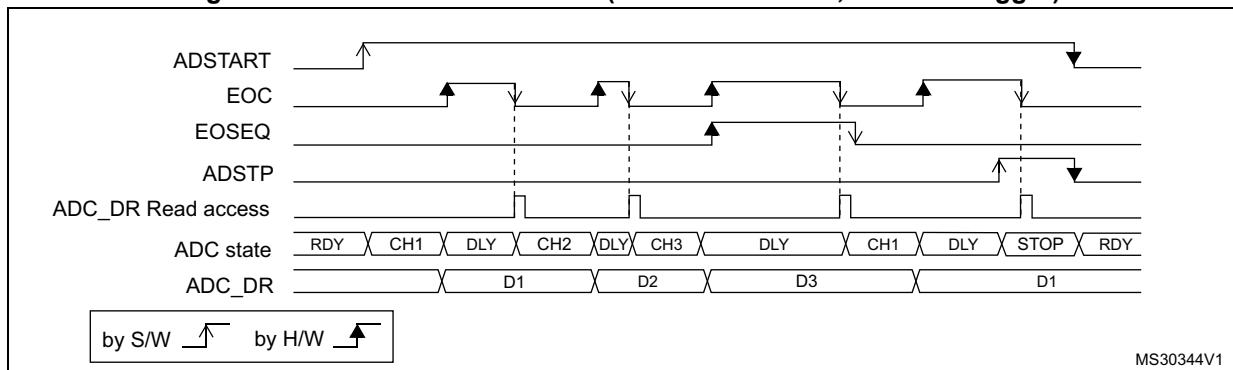 ADSTART
EOC
EOSEQ
ADSTP
ADC_DR Read access
ADC state RDY CH1 DLY CH2 DLY CH3 DLY CH1 DLY STOP RDY
ADC_DR D1 D2 D3 D1
by S/W by H/W
MS30344V1